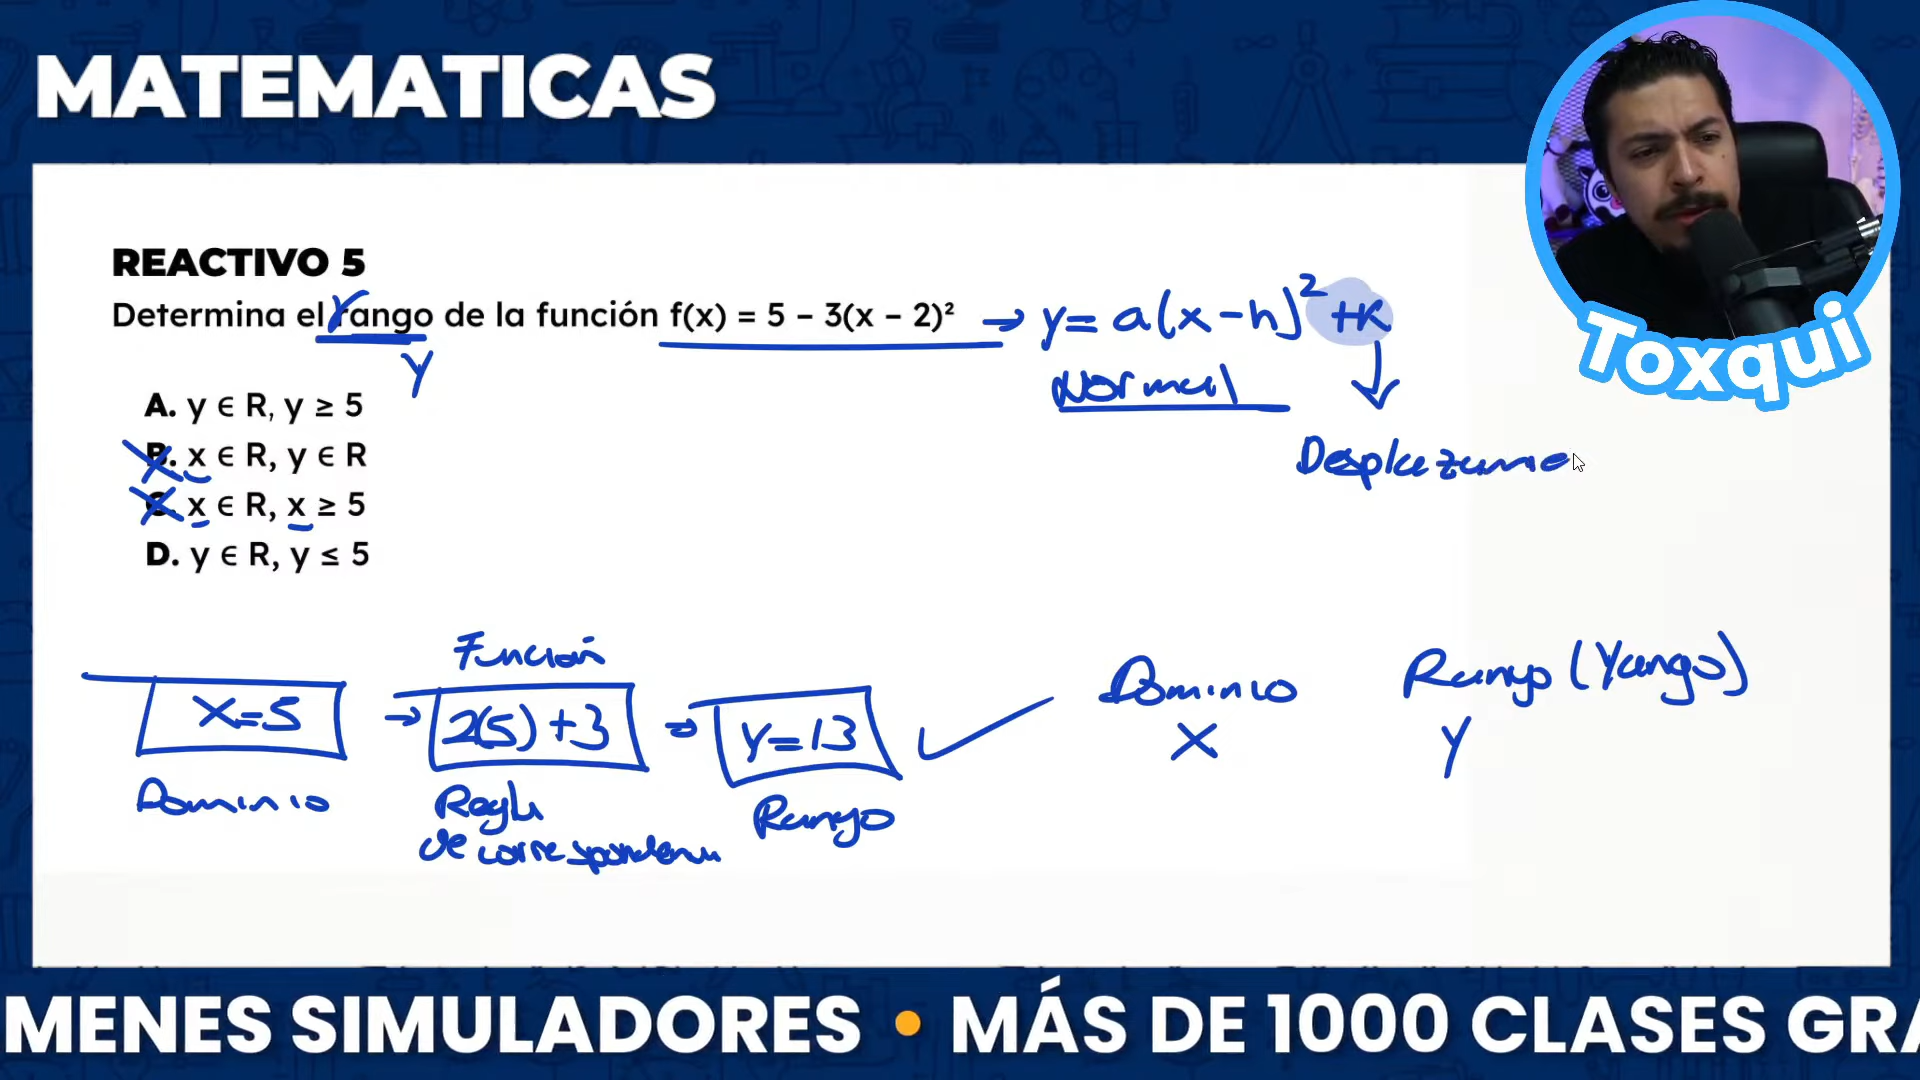 MATEMATICAS
REACTIVO 5
Determina el rango de la función f(x) = 5 − 3(x − 2)² → y = a(x-h)² +k
Y
Normal
A. y ∈ R, y ≥ 5
B. x ∈ R, y ∈ R
C. x ∈ R, x ≥ 5
D. y ∈ R, y ≤ 5
Desplazamie
Toxqui
Función
x=5 → 2(5)+3 → y=13
Dominio Rango (Yango)
X Y
Dominio Regla Rango
de correspondencia
MENES SIMULADORES • MÁS DE 1000 CLASES GRA